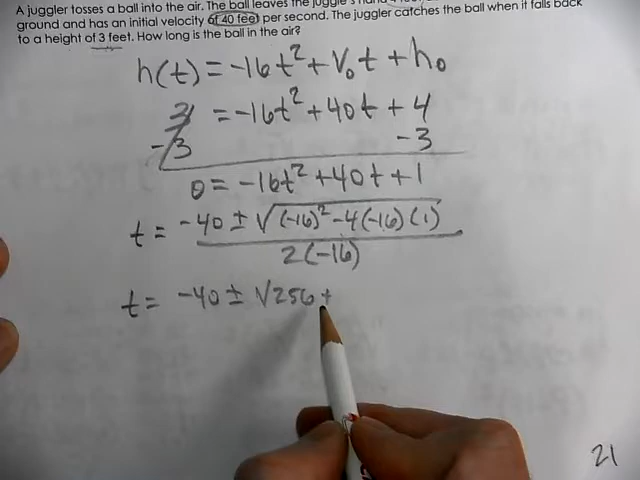 A juggler tosses a ball into the air. The ball leaves the juggle's hand 4 feet
ground and has an initial velocity of 40 feet per second. The juggler catches the ball when it falls back
to a height of 3 feet. How long is the ball in the air?
h(t) = -16t² + V₀t + h₀
3 = -16t² + 40t + 4
-3 -3
0 = -16t² + 40t + 1
t = -40 ± √(-16)² - 4(-16)(1)
2(-16)
t = -40 ± √256 +
21